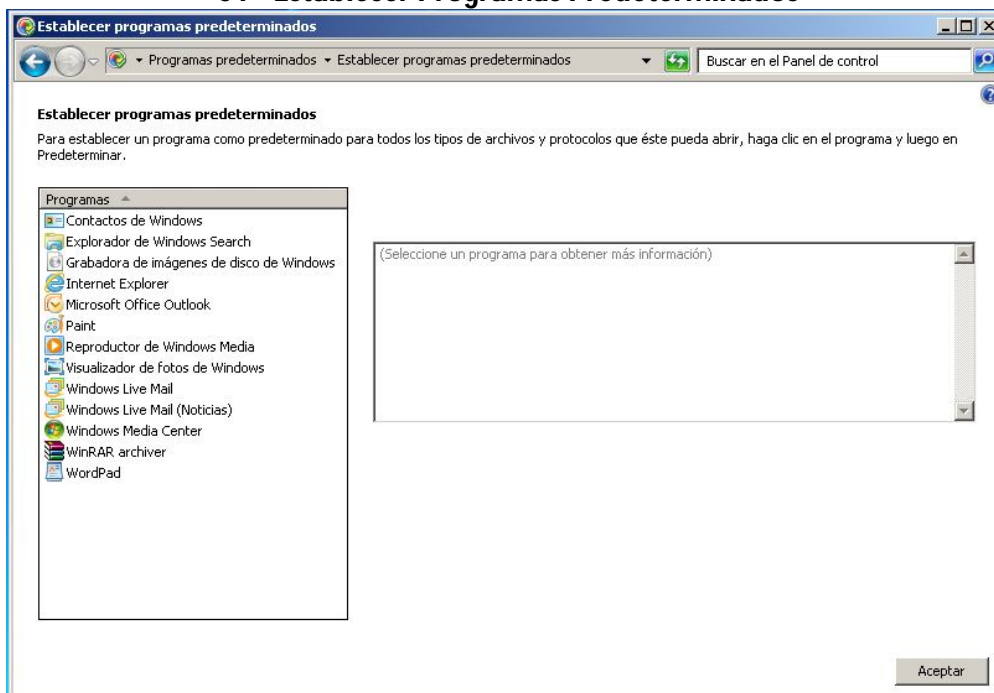 Establecer programas predeterminados
Programas predeterminados Establecer programas predeterminados
Buscar en el Panel de control
Establecer programas predeterminados
Para establecer un programa como predeterminado para todos los tipos de archivos y protocolos que éste pueda abrir, haga clic en el programa y luego en
Predeterminar.
Programas
Contactos de Windows
Explorador de Windows Search
Grabadora de imágenes de disco de Windows
Internet Explorer
Microsoft Office Outlook
Paint
Reproductor de Windows Media
Visualizador de fotos de Windows
Windows Live Mail
Windows Live Mail (Noticias)
Windows Media Center
WinRAR archiver
WordPad
(Seleccione un programa para obtener más información)
Aceptar